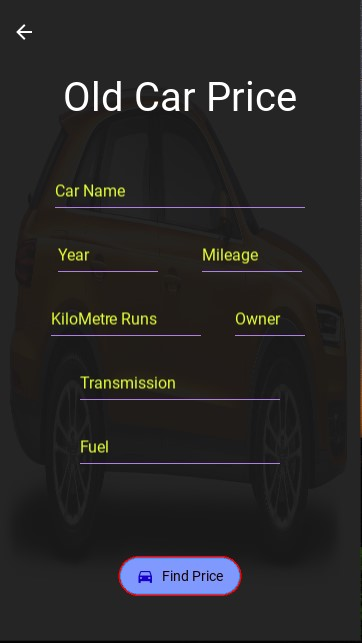 Old Car Price
Car Name
Year Mileage
KiloMetre Runs Owner
Transmission
Fuel
Find Price